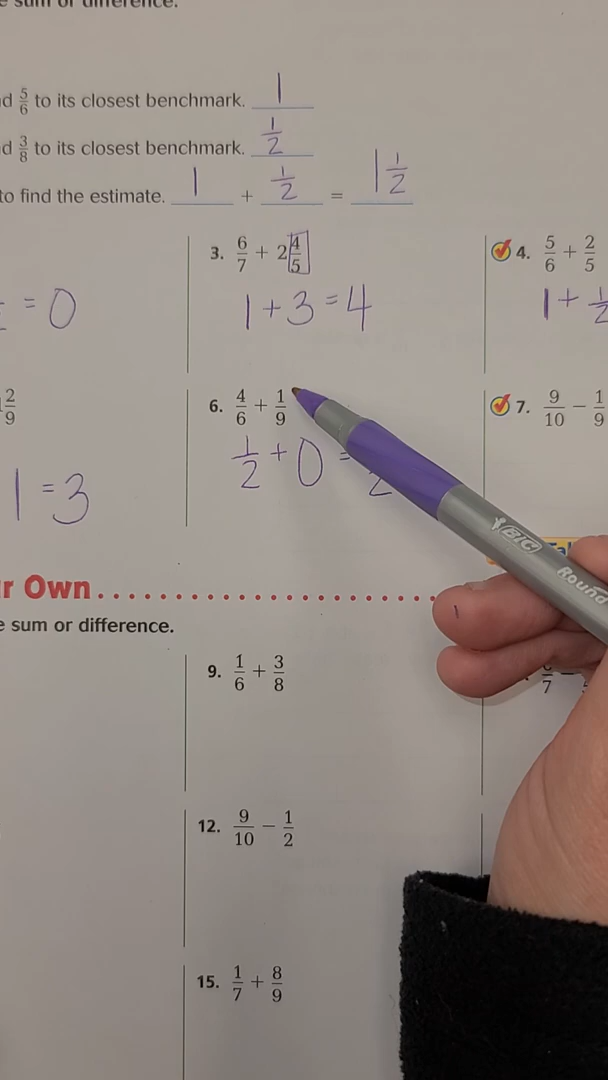 sum or difference.
d 5/6 to its closest benchmark. 1
d 3/8 to its closest benchmark. 1/2
to find the estimate. 1 + 1/2 = 1 1/2
3. 6/7 + 2 4/5
4. 5/6 + 2/5
= 0
1 + 3 = 4
1 + 1/2
2/9
6. 4/6 + 1/9
7. 9/10 − 1/9
1 = 3
1/2 + 0 =
BIC Round
r Own
e sum or difference.
9. 1/6 + 3/8
12. 9/10 − 1/2
15. 1/7 + 8/9